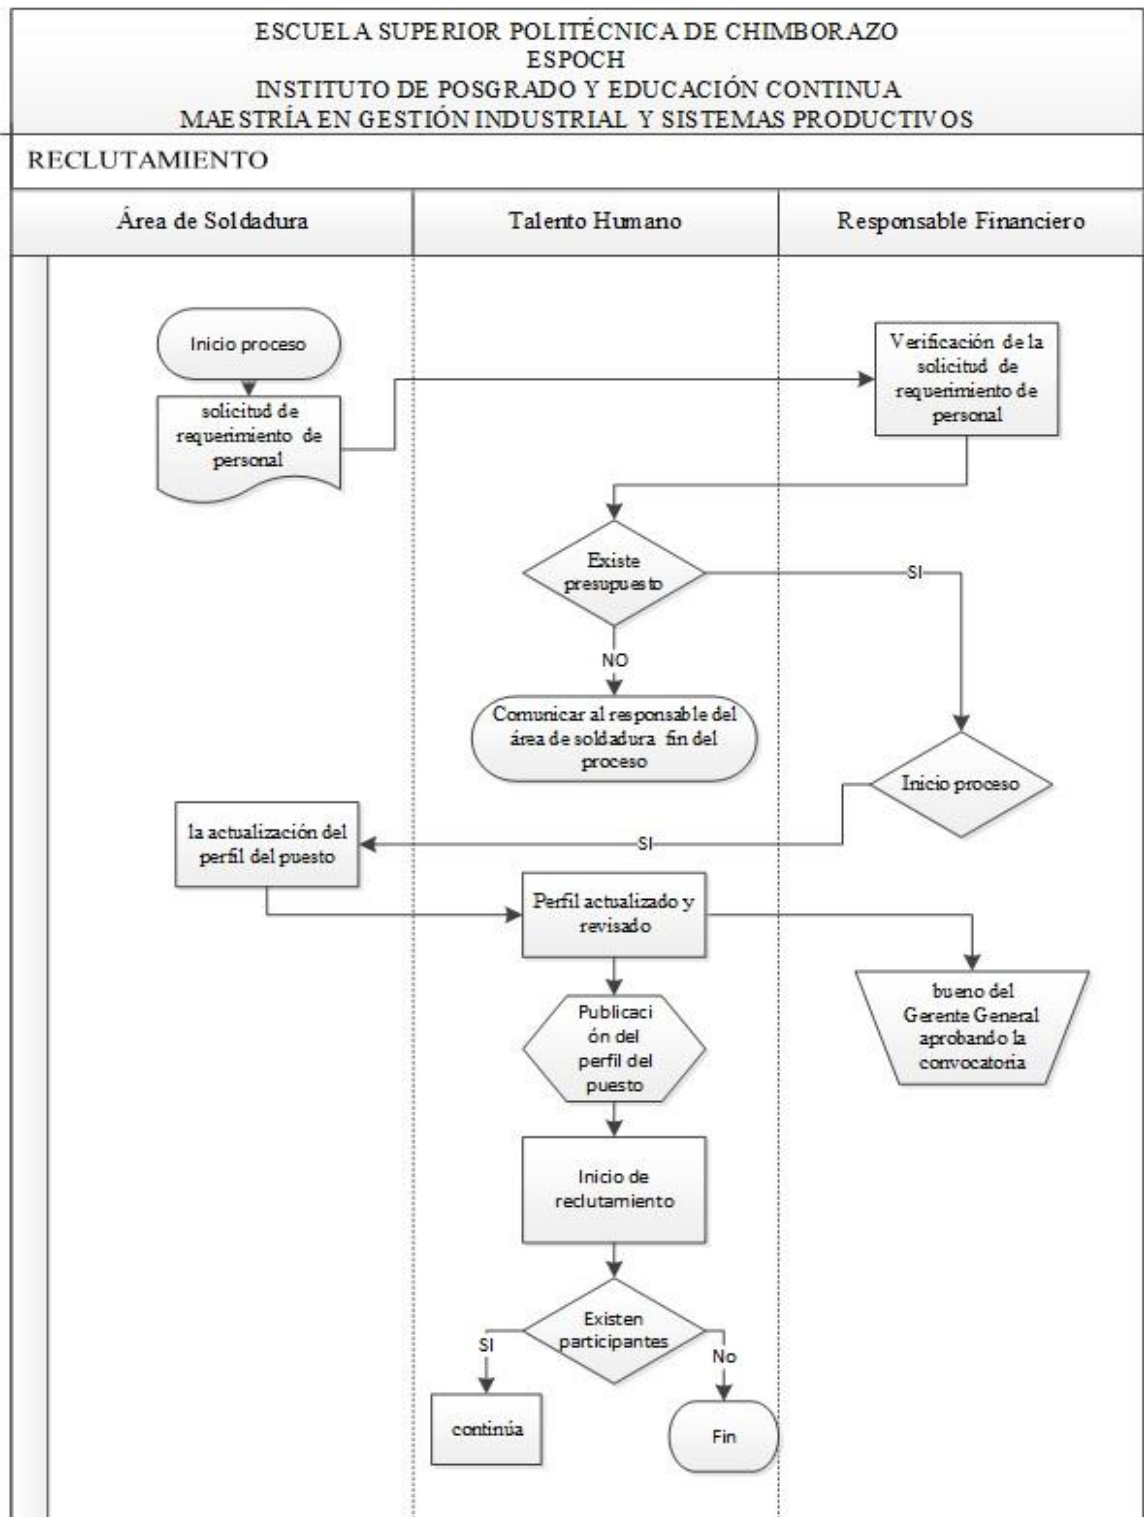 ESCUELA SUPERIOR POLITÉCNICA DE CHIMBORAZO
ESPOCH
INSTITUTO DE POSGRADO Y EDUCACIÓN CONTINUA
MAESTRÍA EN GESTIÓN INDUSTRIAL Y SISTEMAS PRODUCTIVOS
RECLUTAMIENTO
Área de Soldadura
Talento Humano
Responsable Financiero
Inicio proceso
solicitud de
requerimiento de
personal
Verificación de la
solicitud de
requerimiento de
personal
Existe
presupuesto
SI
NO
Comunicar al responsable del
área de soldadura fin del
proceso
Inicio proceso
SI
la actualización del
perfil del puesto
Perfil actualizado y
revisado
bueno del
Gerente General
aprobando la
convocatoria
Publicaci
ón del
perfil del
puesto
Inicio de
reclutamiento
Existen
participantes
SI
No
continúa
Fin